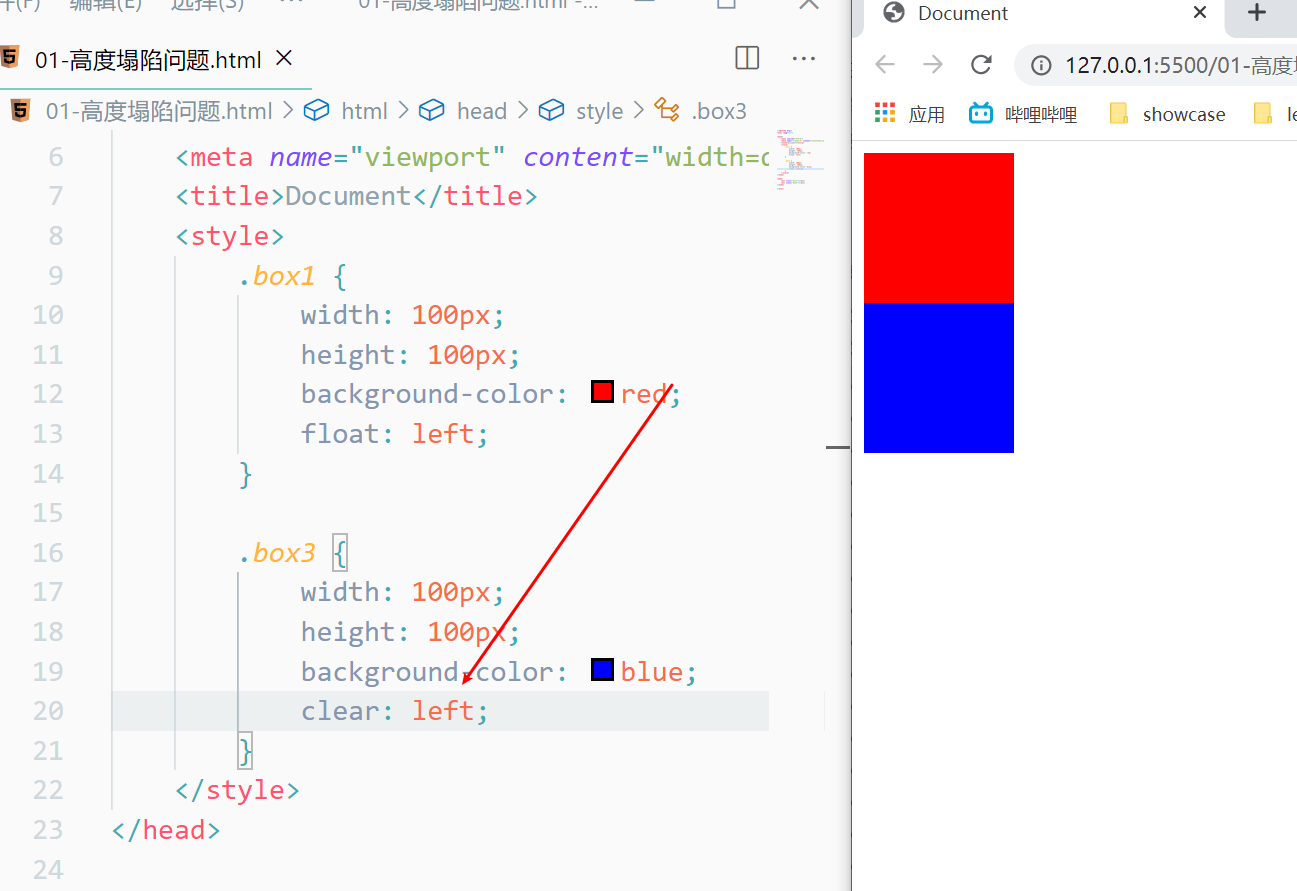 编辑(E) 选择(S) ··· 01-高度塌陷问题.html -...
01-高度塌陷问题.html
01-高度塌陷问题.html > html > head > style > .box3
6 <meta name="viewport" content="width=
7 <title>Document</title>
8 <style>
9 .box1 {
10 width: 100px;
11 height: 100px;
12 background-color: red;
13 float: left;
14 }
15
16 .box3 {
17 width: 100px;
18 height: 100px;
19 background-color: blue;
20 clear: left;
21 }
22 </style>
23 </head>
24
Document
127.0.0.1:5500/01-高度
应用 哔哩哔哩 showcase le